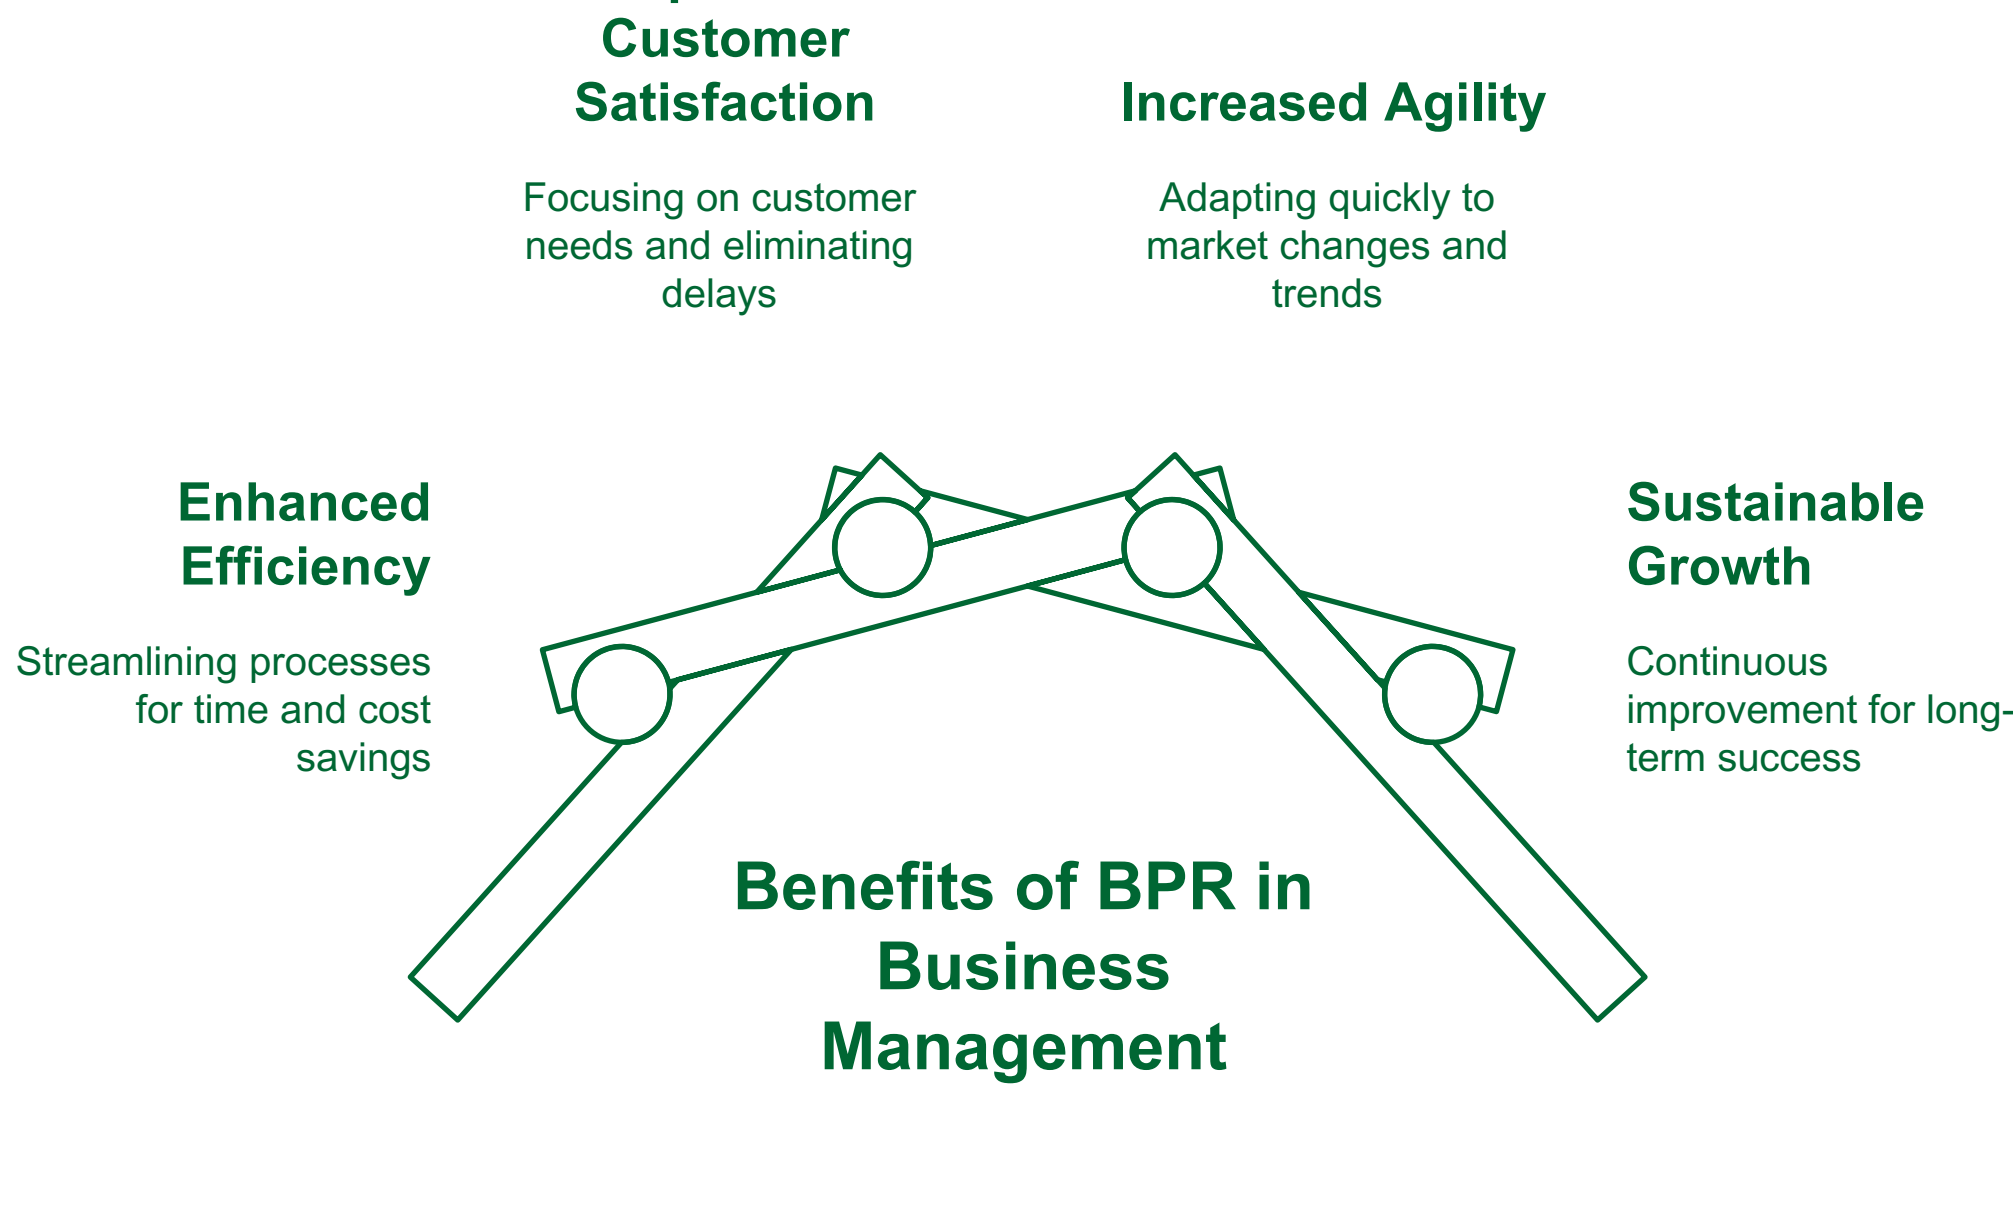 Customer
Satisfaction
Focusing on customer
needs and eliminating
delays
Increased Agility
Adapting quickly to
market changes and
trends
Enhanced
Efficiency
Streamlining processes
for time and cost
savings
Sustainable
Growth
Continuous
improvement for long-
term success
Benefits of BPR in
Business
Management